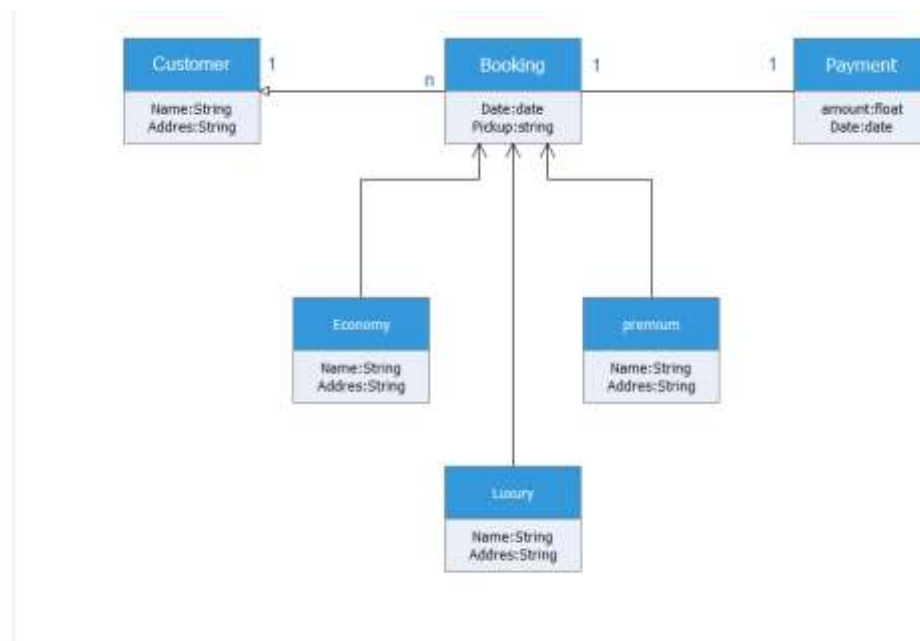 Customer
1
n
Name:String
Addres:String
Booking
1
1
Date:date
Pickup:string
Payment
amount:float
Date:date
Economy
Name:String
Addres:String
premium
Name:String
Addres:String
Luxury
Name:String
Addres:String